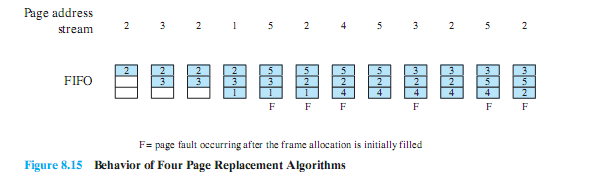 Page address
stream 2 3 2 1 5 2 4 5 3 2 5 2
FIFO
2 2 2 2 5 5 5 5 3 3 3 3
3 3 3 3 2 2 2 2 2 5 5
1 1 1 4 4 4 4 4 2
F F F F F F
F= page fault occurring after the frame allocation is initially filled
Figure 8.15 Behavior of Four Page Replacement Algorithms